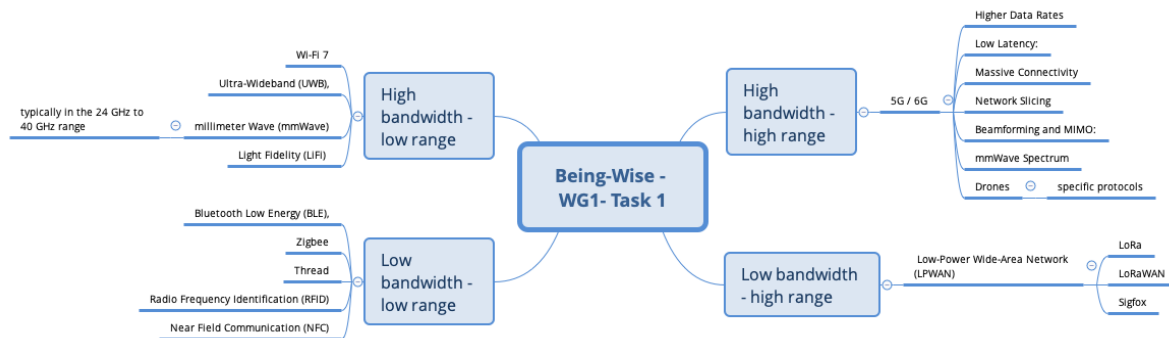 Being-Wise -
WG1- Task 1
High
bandwidth -
low range
Wi-Fi 7
Ultra-Wideband (UWB),
millimeter Wave (mmWave)
typically in the 24 GHz to
40 GHz range
Light Fidelity (LiFi)
Low
bandwidth -
low range
Bluetooth Low Energy (BLE),
Zigbee
Thread
Radio Frequency Identification (RFID)
Near Field Communication (NFC)
High
bandwidth -
high range
5G / 6G
Higher Data Rates
Low Latency:
Massive Connectivity
Network Slicing
Beamforming and MIMO:
mmWave Spectrum
Drones
specific protocols
Low bandwidth
- high range
Low-Power Wide-Area Network
(LPWAN)
LoRa
LoRaWAN
Sigfox